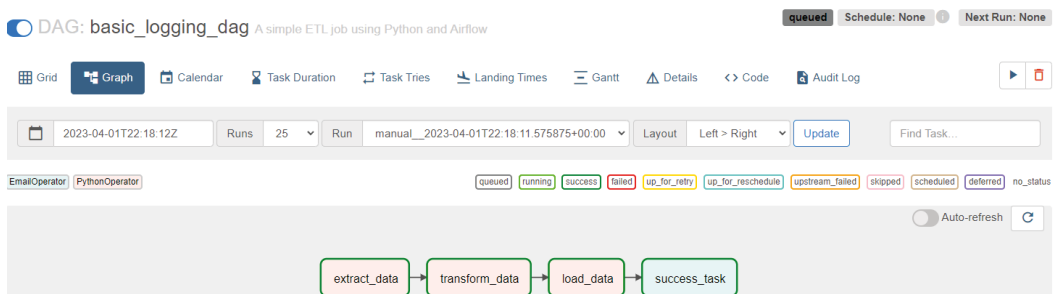 DAG: basic_logging_dag A simple ETL job using Python and Airflow queued Schedule: None Next Run: None
Grid Graph Calendar Task Duration Task Tries Landing Times Gantt Details <> Code Audit Log
2023-04-01T22:18:12Z Runs 25 Run manual__2023-04-01T22:18:11.575875+00:00 Layout Left > Right Update Find Task...
EmailOperator PythonOperator queued running success failed up_for_retry up_for_reschedule upstream_failed skipped scheduled deferred no_status
Auto-refresh
extract_data transform_data load_data success_task